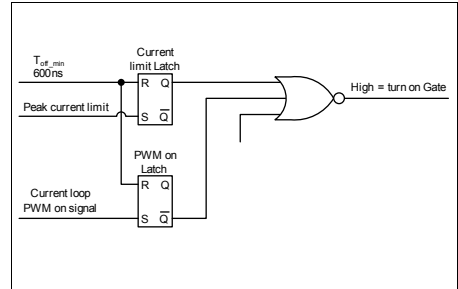 T_off_min
600ns
Current
limit Latch
R Q
Peak current limit
S Q̅
High = turn on Gate
PWM on
Latch
R Q
Current loop
PWM on signal
S Q̅